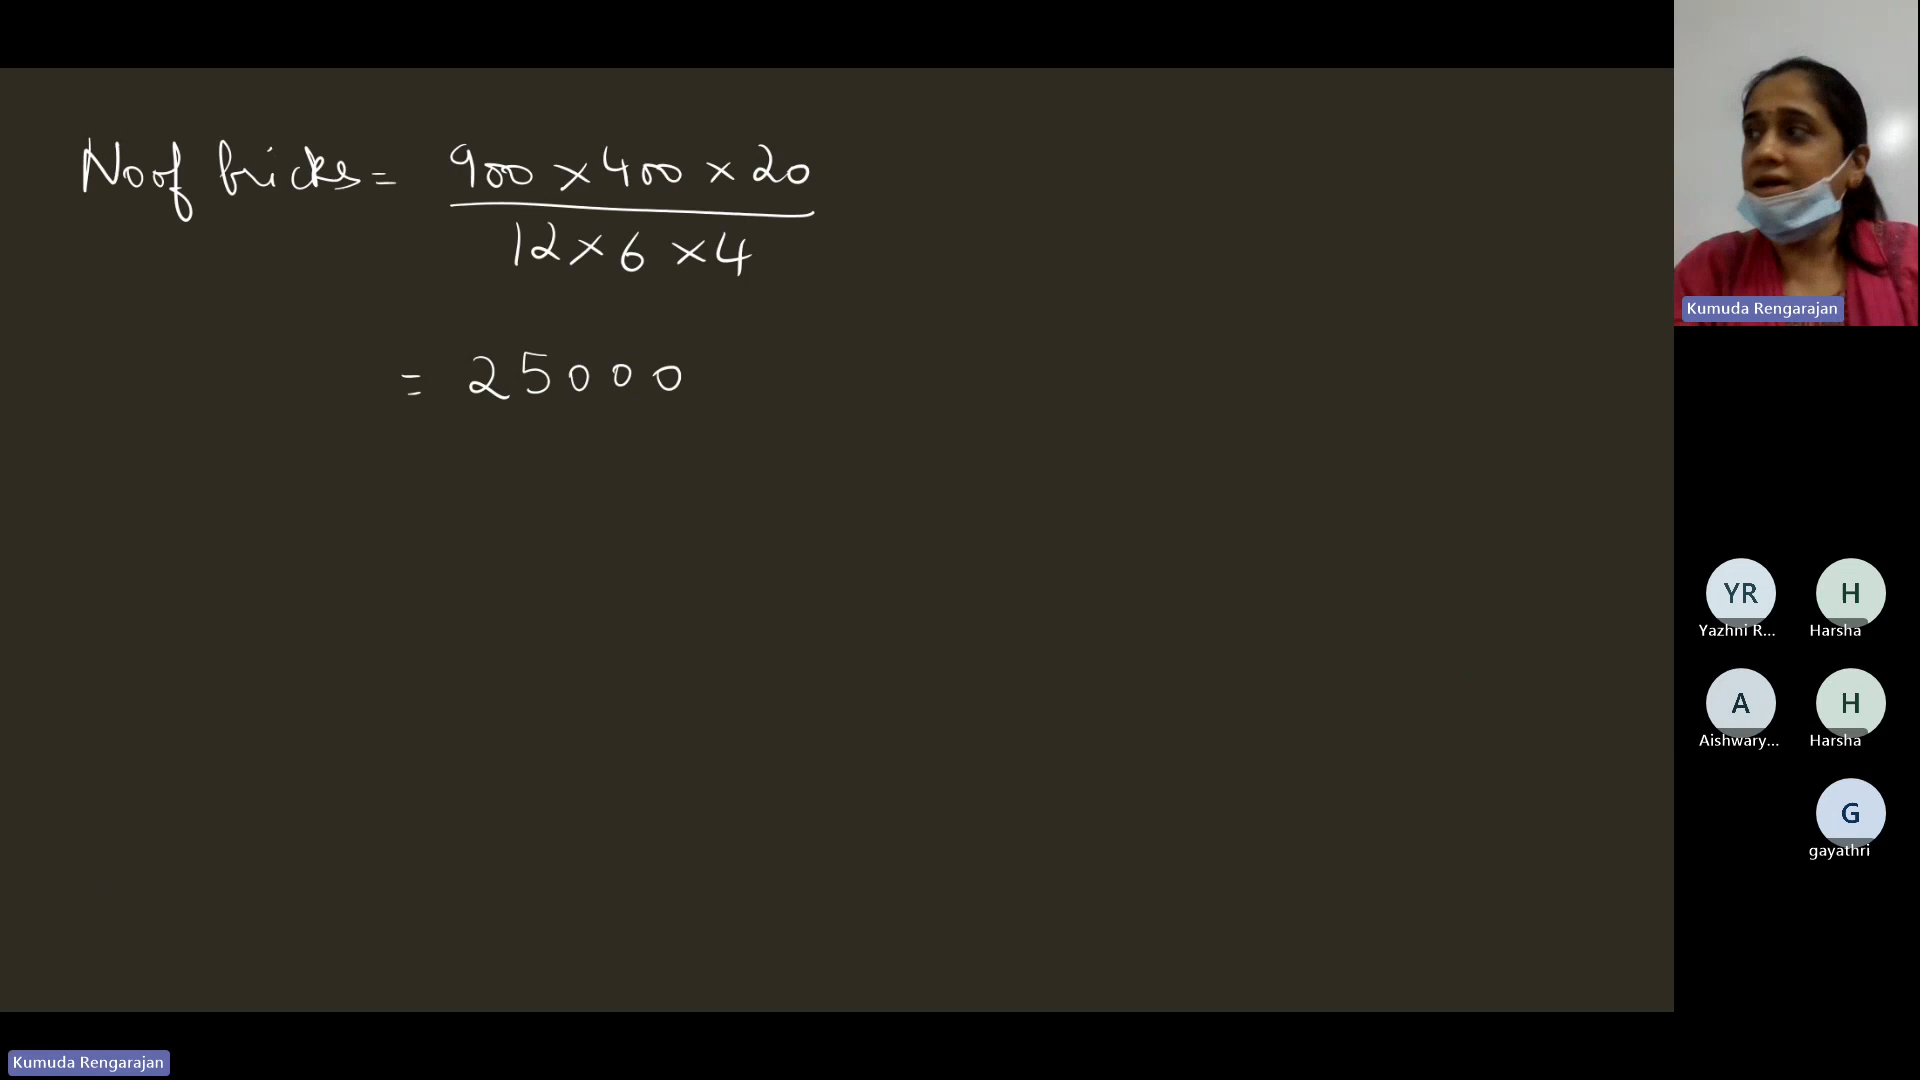 No of bricks = 900 × 400 × 20
12 × 6 × 4
= 25000
Kumuda Rengarajan
YR
Yazhni R...
H
Harsha
A
Aishwary...
H
Harsha
G
gayathri
Kumuda Rengarajan